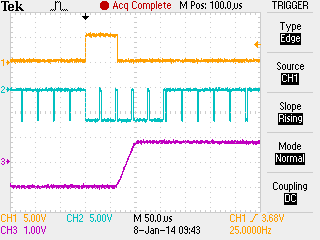 Tek Acq Complete M Pos: 100.0µs TRIGGER
Type
Edge
Source
CH1
Slope
Rising
Mode
Normal
Coupling
DC
1
2
3
CH1 5.00V CH2 5.00V M 50.0µs CH1 / 3.68V
CH3 1.00V 8-Jan-14 09:43 25.0000Hz